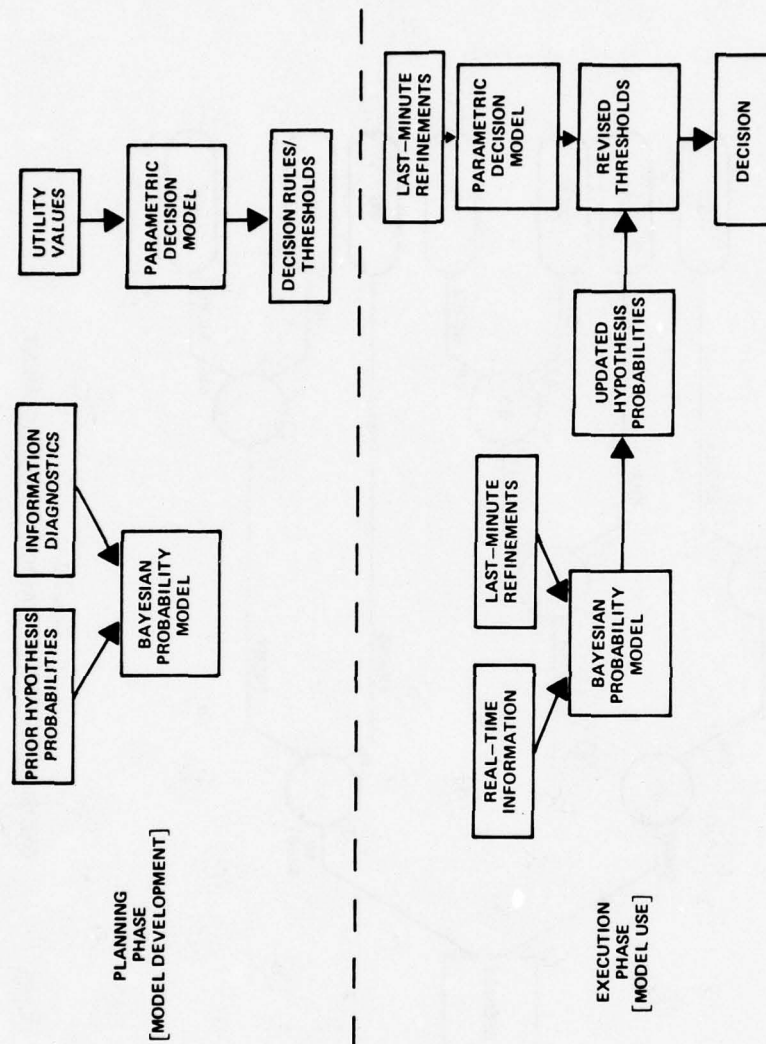 PLANNING
PHASE
[MODEL DEVELOPMENT]
PRIOR HYPOTHESIS
PROBABILITIES
INFORMATION
DIAGNOSTICS
BAYESIAN
PROBABILITY
MODEL
UTILITY
VALUES
PARAMETRIC
DECISION
MODEL
DECISION RULES/
THRESHOLDS
EXECUTION
PHASE
[MODEL USE]
REAL-TIME
INFORMATION
LAST-MINUTE
REFINEMENTS
BAYESIAN
PROBABILITY
MODEL
UPDATED
HYPOTHESIS
PROBABILITIES
LAST-MINUTE
REFINEMENTS
PARAMETRIC
DECISION
MODEL
REVISED
THRESHOLDS
DECISION